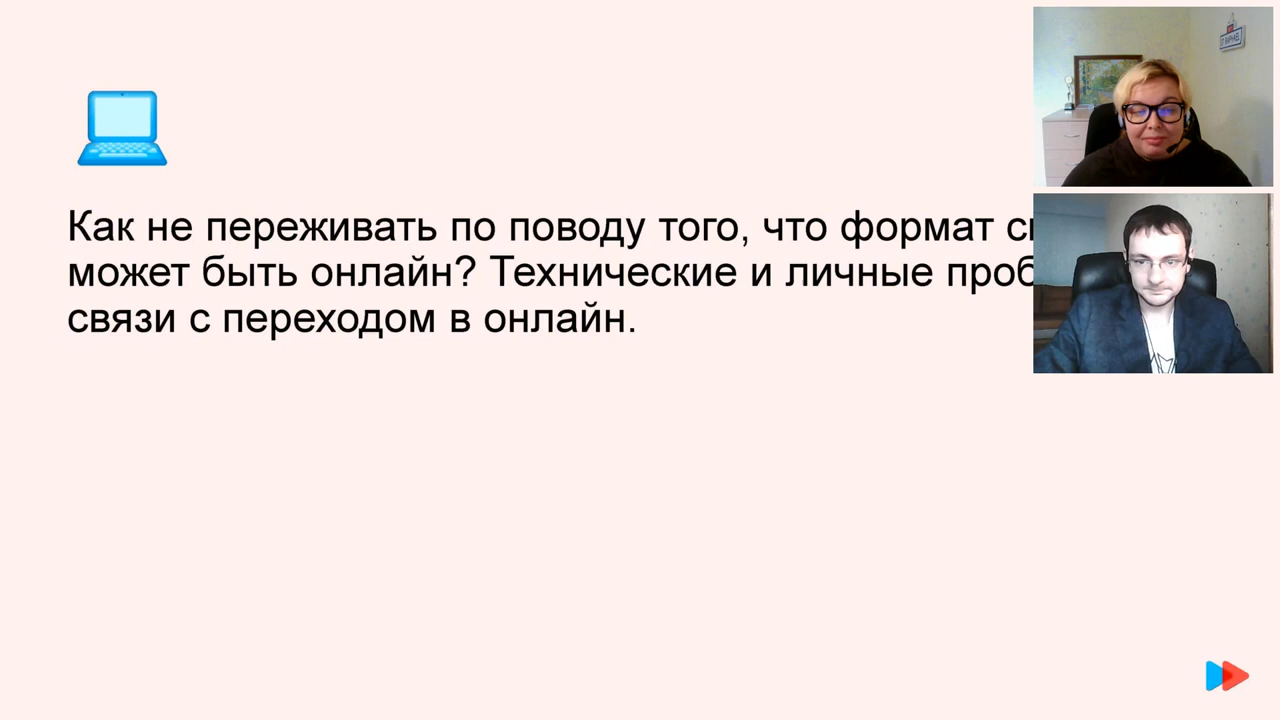 Как не переживать по поводу того, что формат
может быть онлайн? Технические и личные
связи с переходом в онлайн.